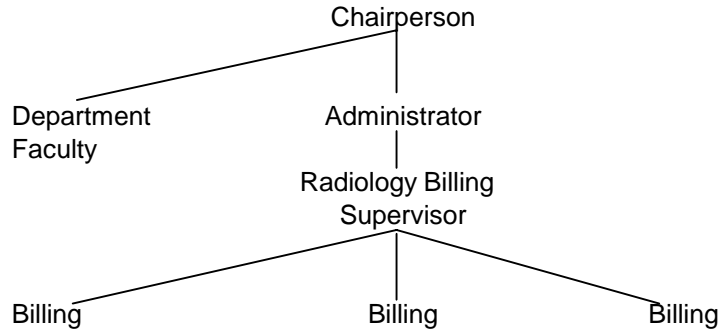 Chairperson
Department
Faculty
Administrator
Radiology Billing
Supervisor
Billing
Billing
Billing